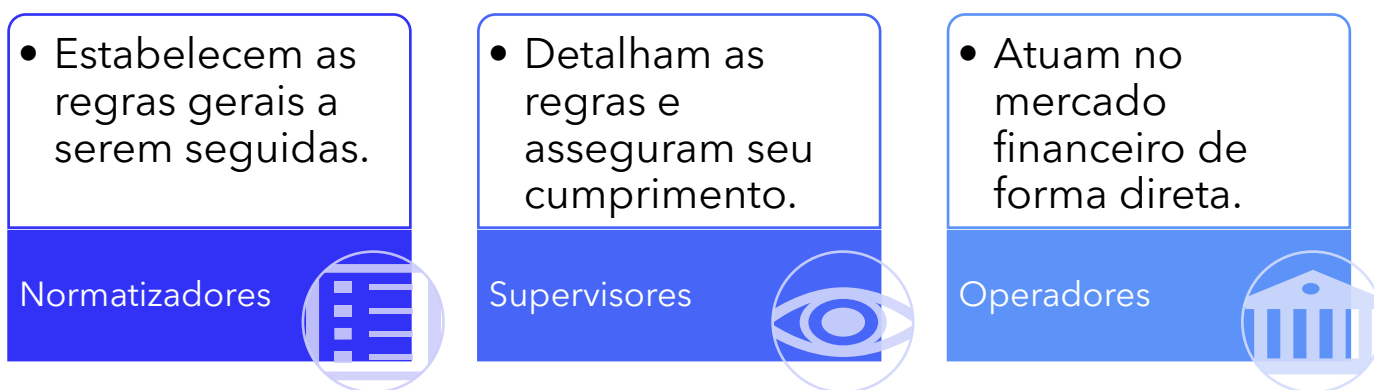 • Estabelecem as
regras gerais a
serem seguidas.
Normatizadores
• Detalham as
regras e
asseguram seu
cumprimento.
Supervisores
• Atuam no
mercado
financeiro de
forma direta.
Operadores